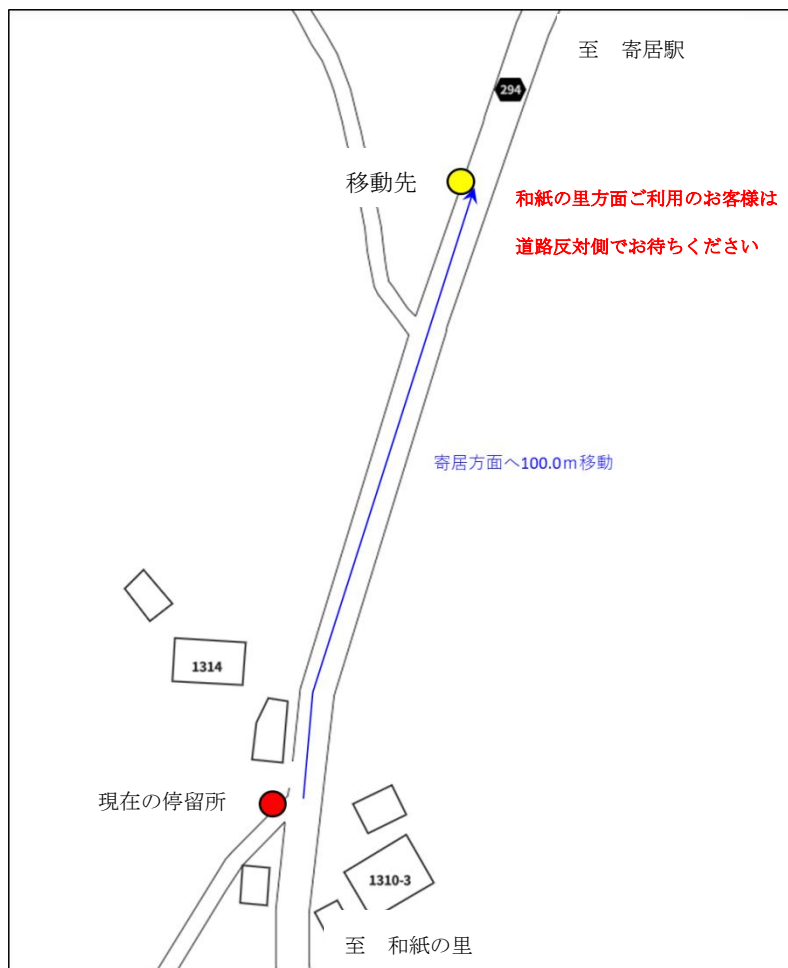 至　寄居駅
294
移動先
和紙の里方面ご利用のお客様は
道路反対側でお待ちください
寄居方面へ100.0ｍ移動
1314
現在の停留所
1310-3
至　和紙の里